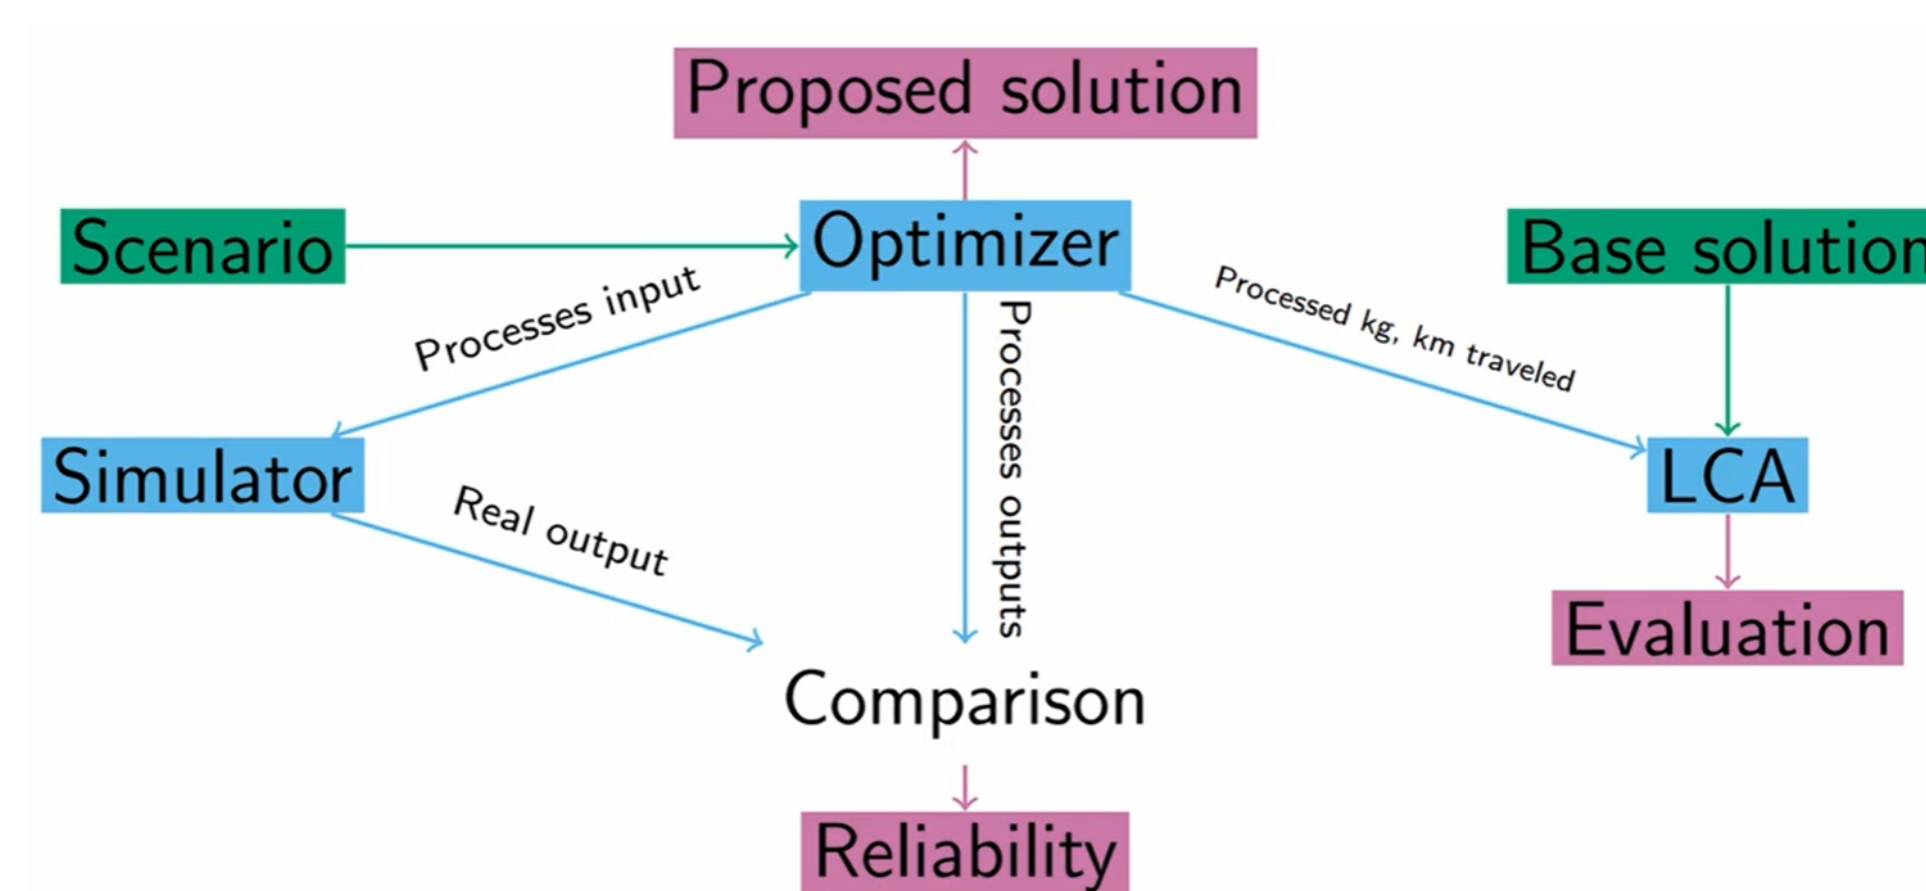 Proposed solution
Scenario
Optimizer
Base solution
Processes input
Processes outputs
Processed kg, km traveled
Simulator
Real output
LCA
Evaluation
Comparison
Reliability